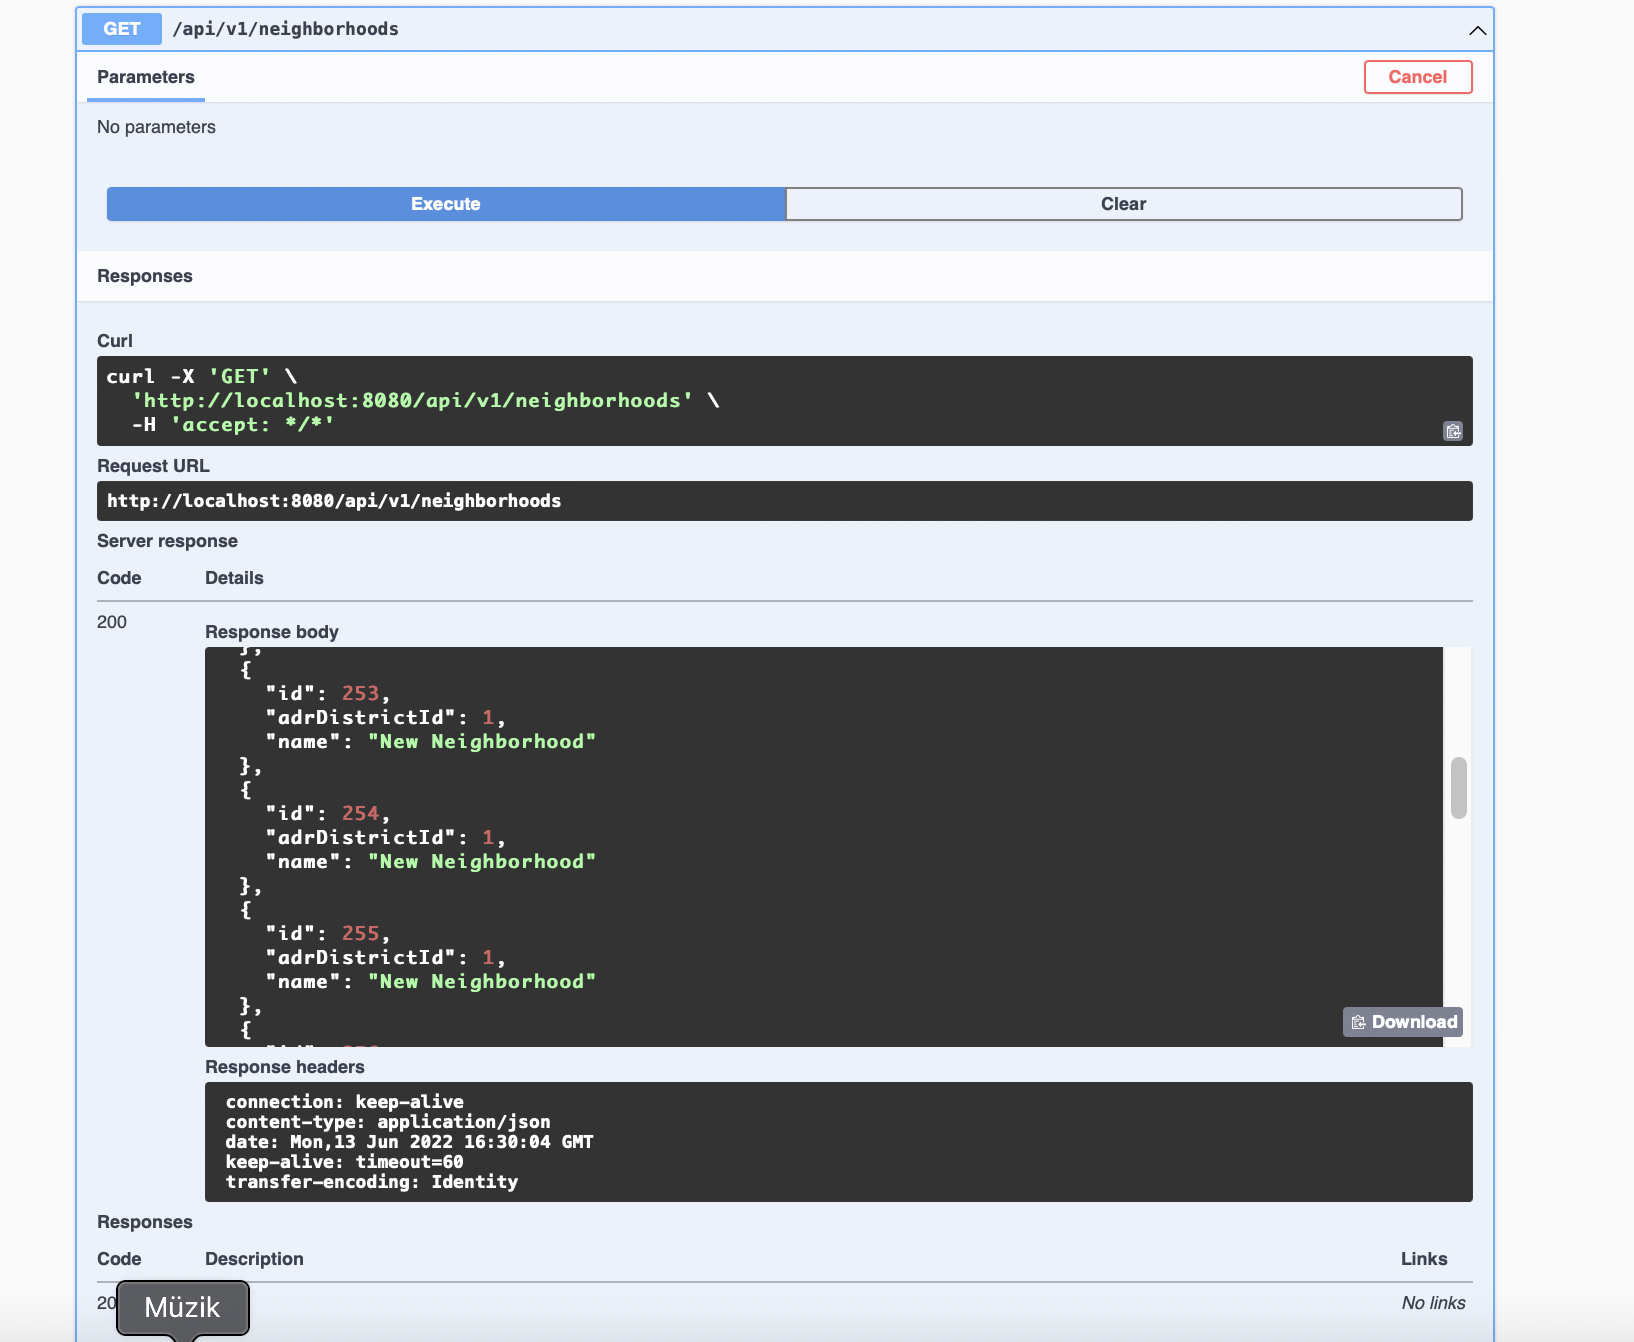 GET /api/v1/neighborhoods
Parameters
Cancel
No parameters
Execute
Clear
Responses
Curl
curl -X 'GET' \
'http://localhost:8080/api/v1/neighborhoods' \
-H 'accept: */*'
Request URL
http://localhost:8080/api/v1/neighborhoods
Server response
Code Details
200
Response body
},
{
"id": 253,
"adrDistrictId": 1,
"name": "New Neighborhood"
},
{
"id": 254,
"adrDistrictId": 1,
"name": "New Neighborhood"
},
{
"id": 255,
"adrDistrictId": 1,
"name": "New Neighborhood"
},
{
Download
Response headers
connection: keep-alive
content-type: application/json
date: Mon,13 Jun 2022 16:30:04 GMT
keep-alive: timeout=60
transfer-encoding: Identity
Responses
Code Description Links
20 No links
Müzik